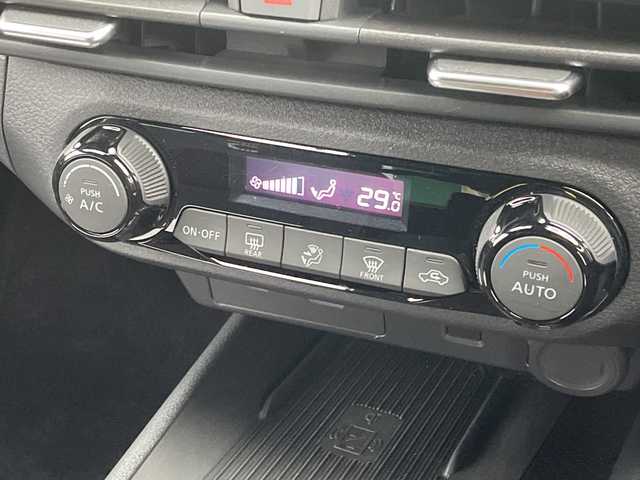 29.0°C
PUSH
A/C
ON·OFF
REAR
FRONT
PUSH
AUTO